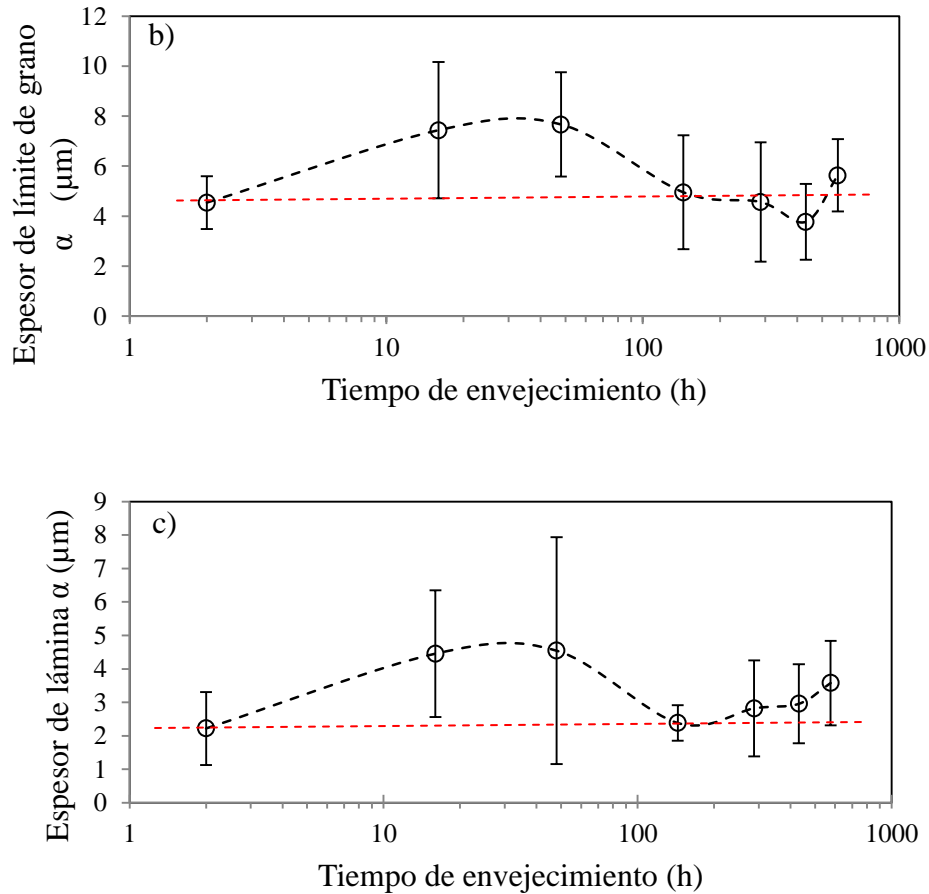 b)
12
10
8
6
4
2
0
Espesor de límite de grano
α (µm)
1 10 100 1000
Tiempo de envejecimiento (h)
c)
9
8
7
6
5
4
3
2
1
0
Espesor de lámina α (µm)
1 10 100 1000
Tiempo de envejecimiento (h)